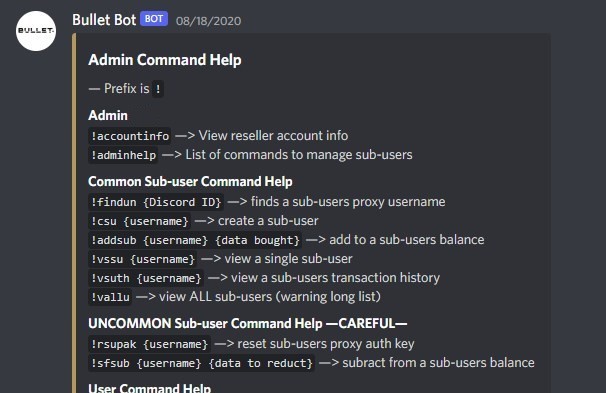 BULLET.
Bullet Bot BOT 08/18/2020
Admin Command Help
— Prefix is !
Admin
!accountinfo —> View reseller account info
!adminhelp —> List of commands to manage sub-users
Common Sub-user Command Help
!findun {Discord ID} —> finds a sub-users proxy username
!csu {username} —> create a sub-user
!addsub {username} {data bought} —> add to a sub-users balance
!vssu {username} —> view a single sub-user
!vsuth {username} —> view a sub-users transaction history
!vallu —> view ALL sub-users (warning long list)
UNCOMMON Sub-user Command Help —CAREFUL—
!rsupak {username} —> reset sub-users proxy auth key
!sfsub {username} {data to reduct} —> subract from a sub-users balance
User Command Help